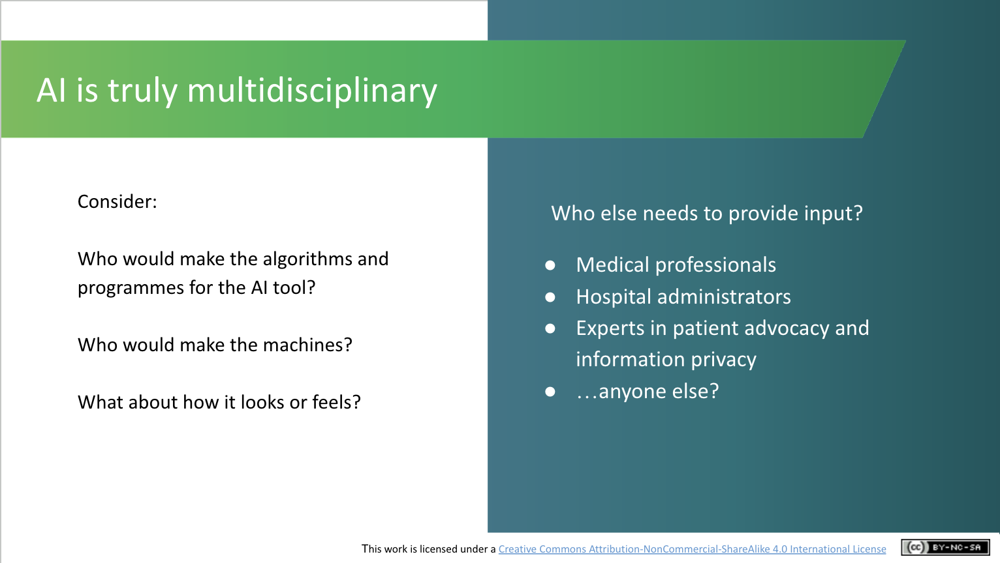 AI is truly multidisciplinary
Consider:
Who would make the algorithms and
programmes for the AI tool?
Who would make the machines?
What about how it looks or feels?
Who else needs to provide input?
● Medical professionals
● Hospital administrators
● Experts in patient advocacy and
information privacy
● …anyone else?
This work is licensed under a Creative Commons Attribution-NonCommercial-ShareAlike 4.0 International License
cc BY-NC-SA